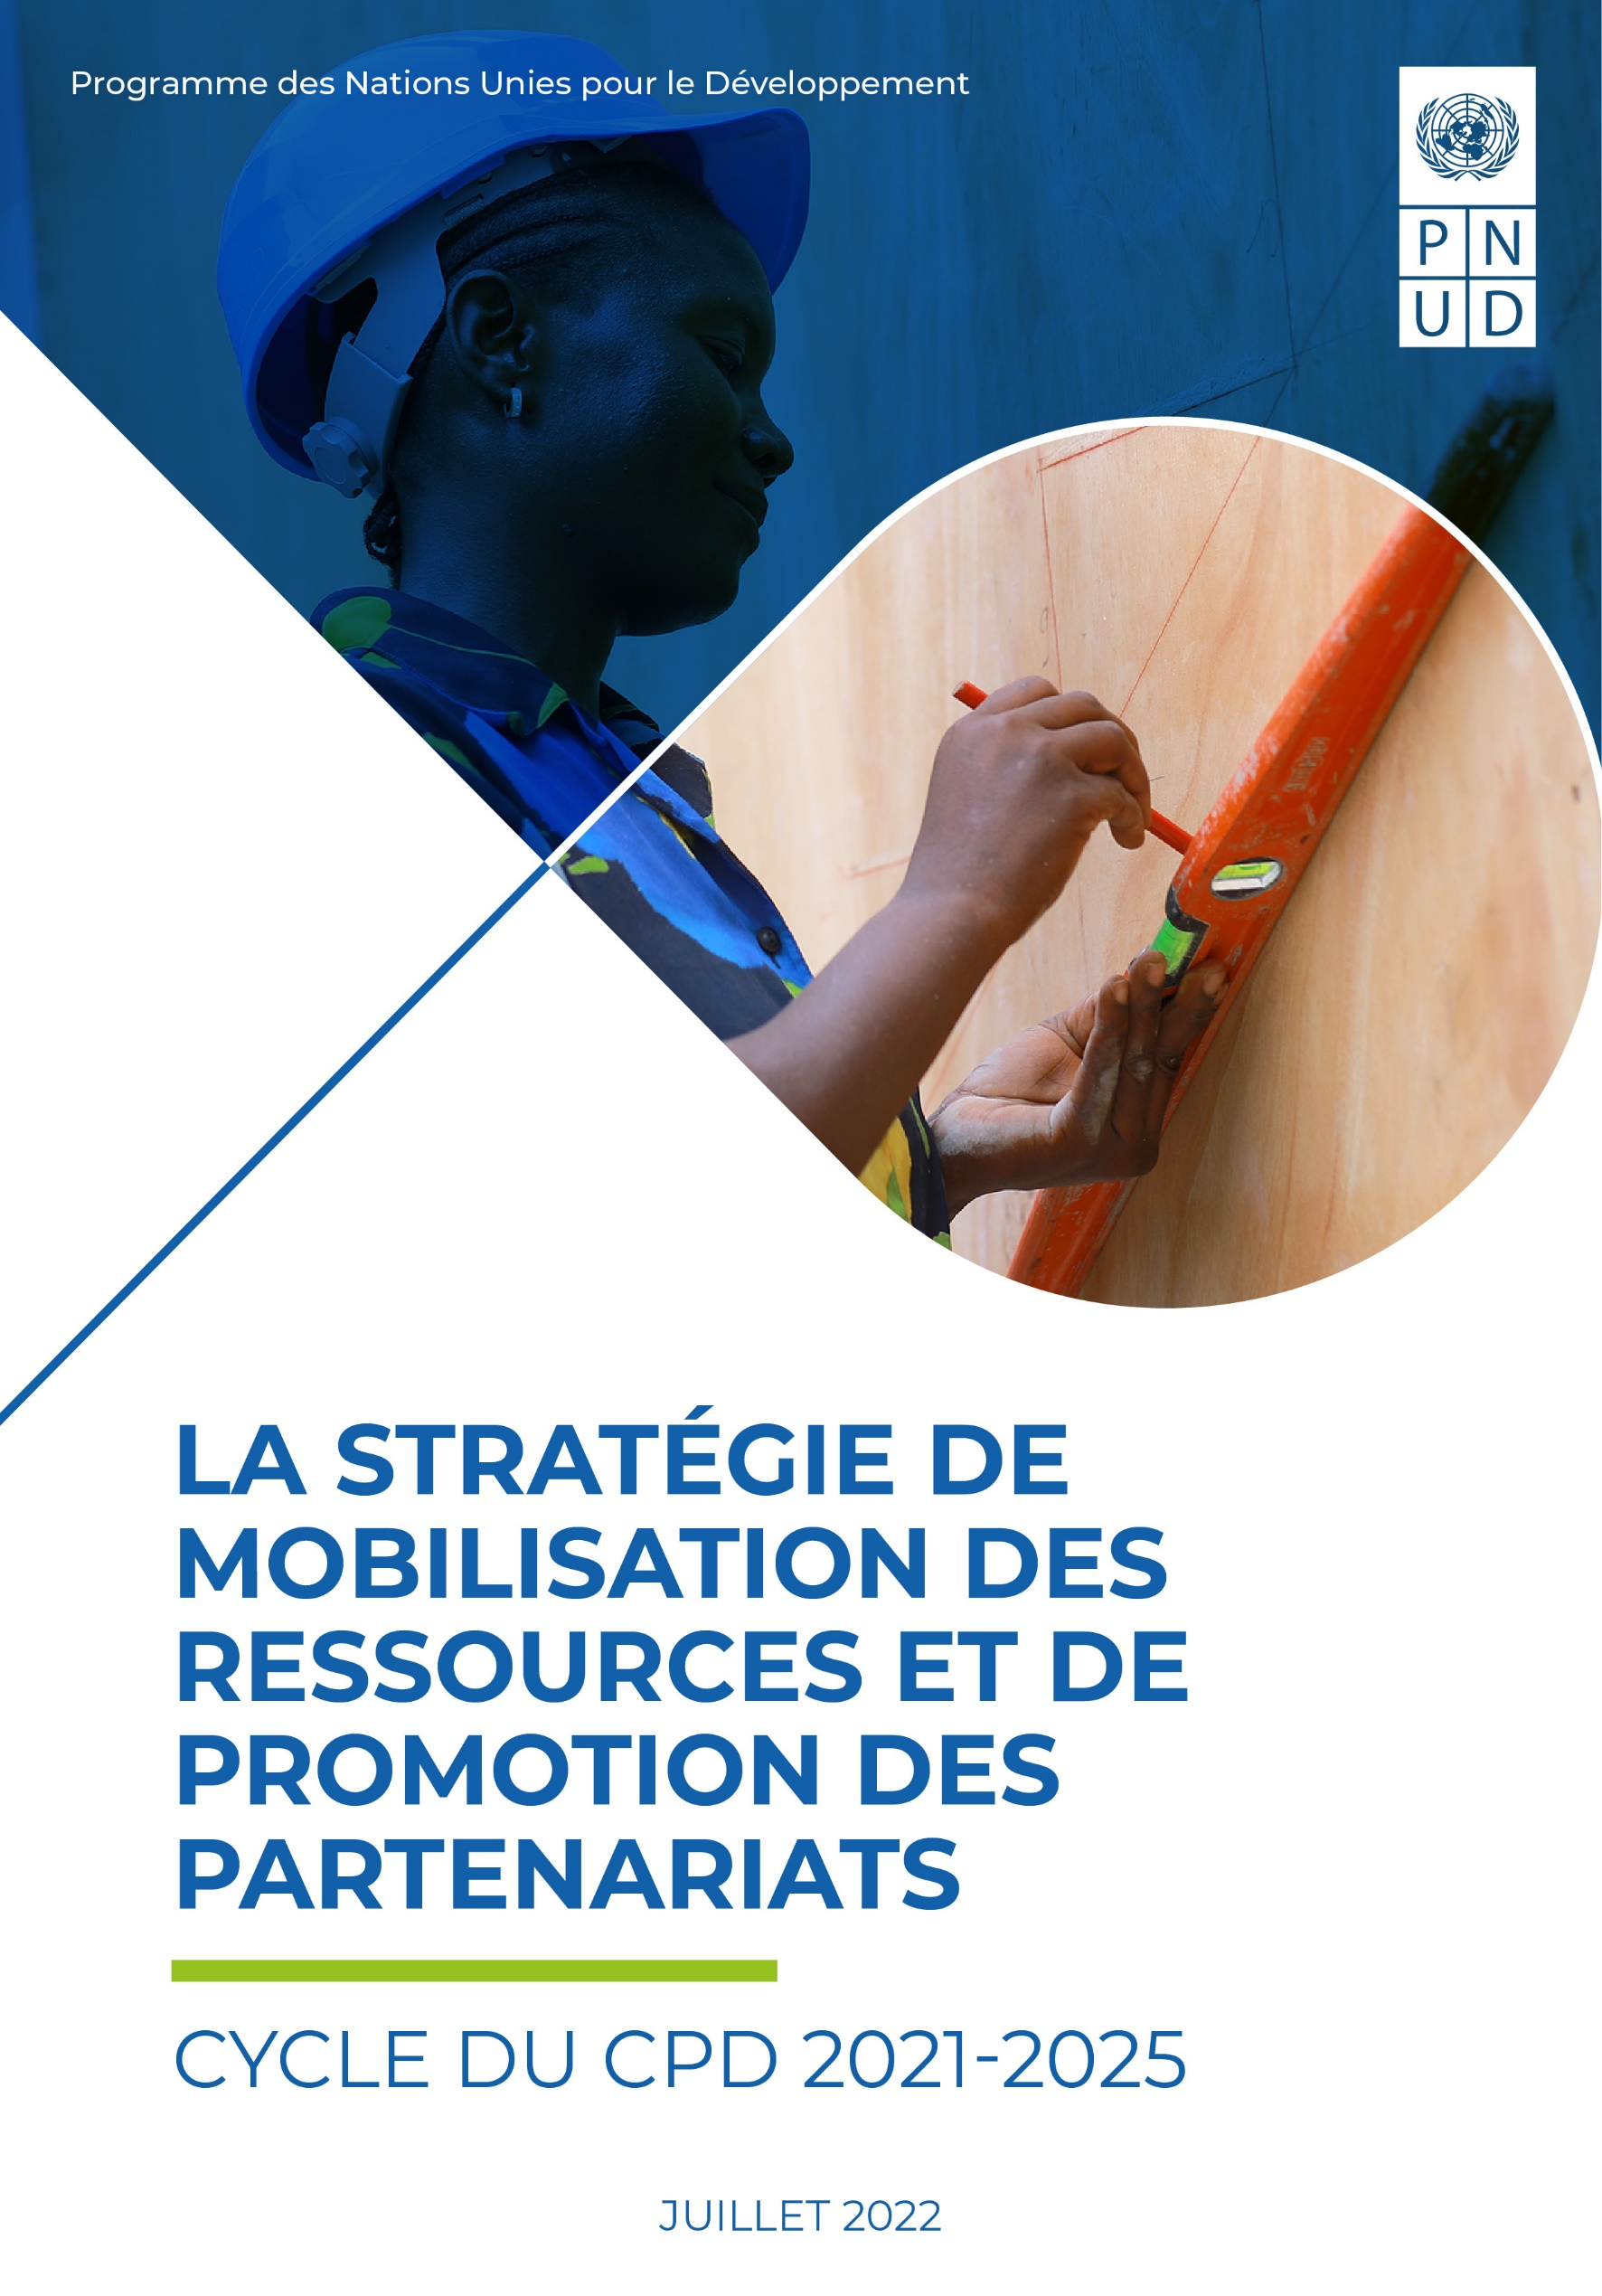 Programme des Nations Unies pour le Développement
P N
U D
LA STRATÉGIE DE
MOBILISATION DES
RESSOURCES ET DE
PROMOTION DES
PARTENARIATS
CYCLE DU CPD 2021-2025
JUILLET 2022